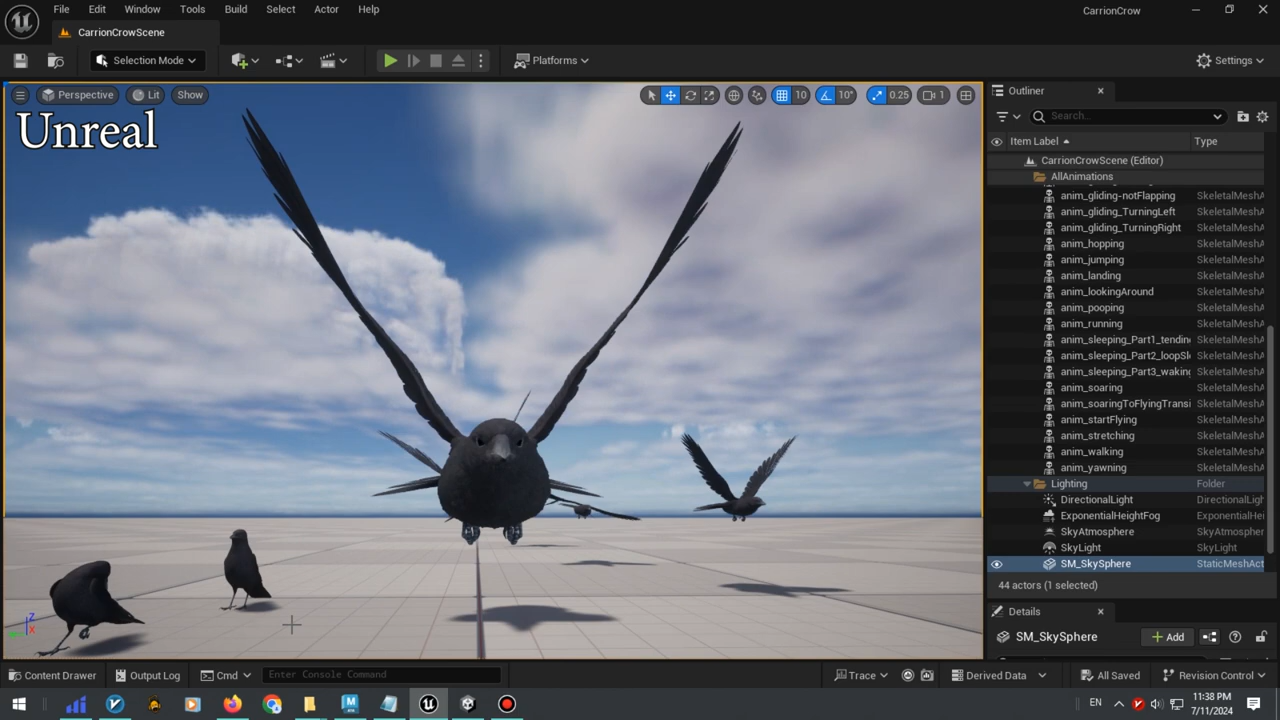 File Edit Window Tools Build Select Actor Help
CarrionCrow
CarrionCrowScene
Selection Mode
Platforms
Settings
Perspective Lit Show
10 10° 0.25 1
Unreal
Outliner
Search...
Item Label Type
CarrionCrowScene (Editor)
AllAnimations
anim_gliding-notFlapping SkeletalMeshA
anim_gliding_TurningLeft SkeletalMeshA
anim_gliding_TurningRight SkeletalMeshA
anim_hopping SkeletalMeshA
anim_jumping SkeletalMeshA
anim_landing SkeletalMeshA
anim_lookingAround SkeletalMeshA
anim_pooping SkeletalMeshA
anim_running SkeletalMeshA
anim_sleeping_Part1_tendin SkeletalMeshA
anim_sleeping_Part2_loopSl SkeletalMeshA
anim_sleeping_Part3_waking SkeletalMeshA
anim_soaring SkeletalMeshA
anim_soaringToFlyingTransi SkeletalMeshA
anim_startFlying SkeletalMeshA
anim_stretching SkeletalMeshA
anim_walking SkeletalMeshA
anim_yawning SkeletalMeshA
Lighting Folder
DirectionalLight DirectionalLigh
ExponentialHeightFog ExponentialHei
SkyAtmosphere SkyAtmosphere
SkyLight SkyLight
SM_SkySphere StaticMeshAct
44 actors (1 selected)
Details
SM_SkySphere
Add
Z
X
Content Drawer Output Log Cmd Enter Console Command
Trace Derived Data All Saved Revision Control
EN
11:38 PM
7/11/2024